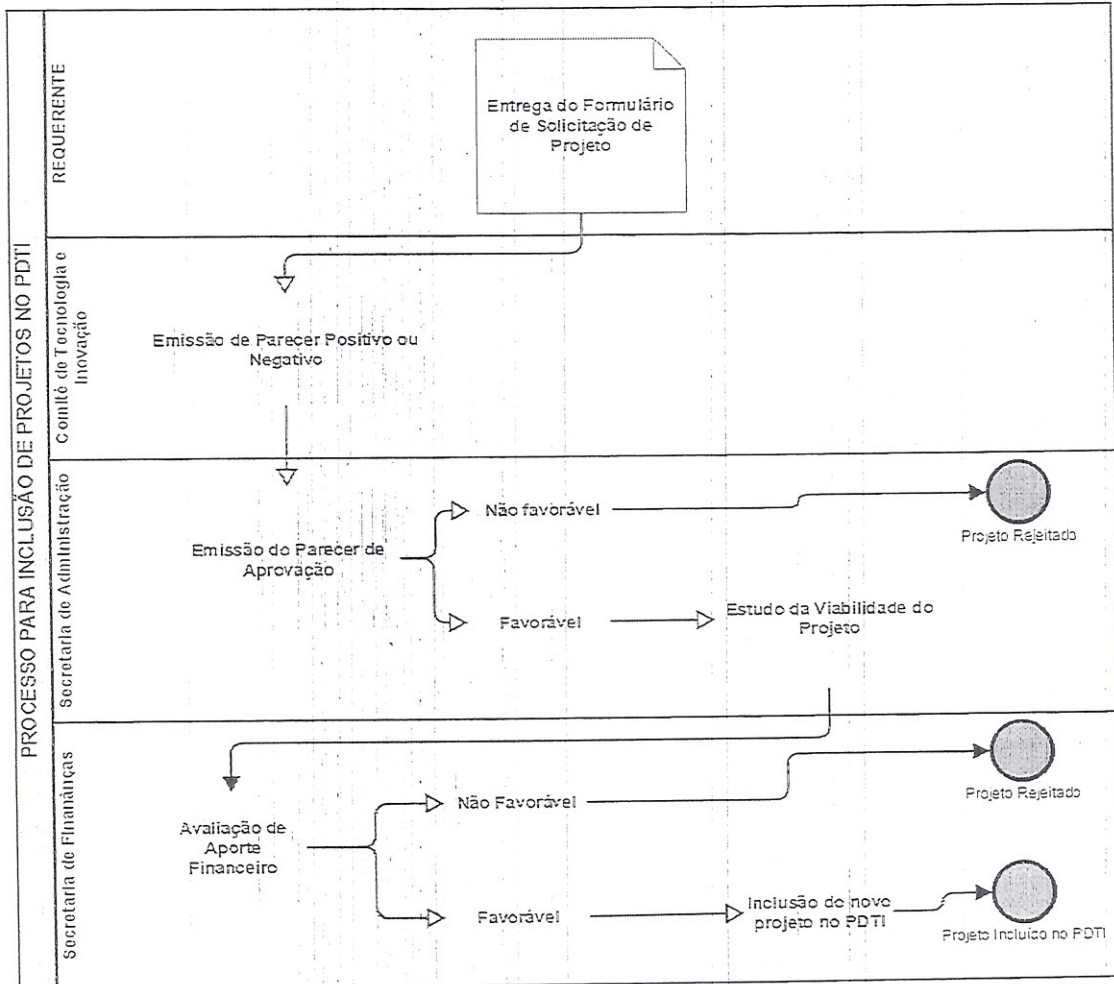 PROCESSO PARA INCLUSÃO DE PROJETOS NO PDTI
REQUERENTE
Entrega do Formulário
de Solicitação de
Projeto
Comitê de Tecnologia e
Inovação
Emissão de Parecer Positivo ou
Negativo
Secretaria de Administração
Emissão do Parecer de
Aprovação
Não favorável
Projeto Rejeitado
Favorável
Estudo da Viabilidade do
Projeto
Secretaria de Finanànças
Avaliação de
Aporte
Financeiro
Não Favorável
Projeto Rejeitado
Favorável
Inclusão do novo
projeto no PDTI
Projeto Incluíco no PDTI